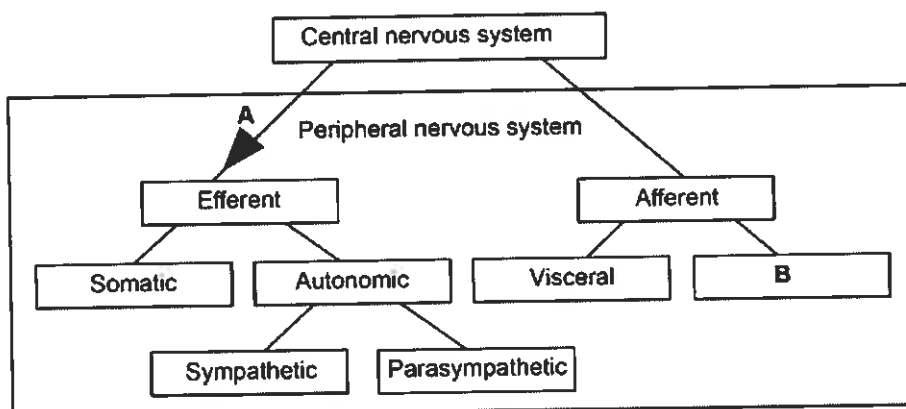 Central nervous system
A
Peripheral nervous system
Efferent
Afferent
Somatic
Autonomic
Visceral
B
Sympathetic
Parasympathetic